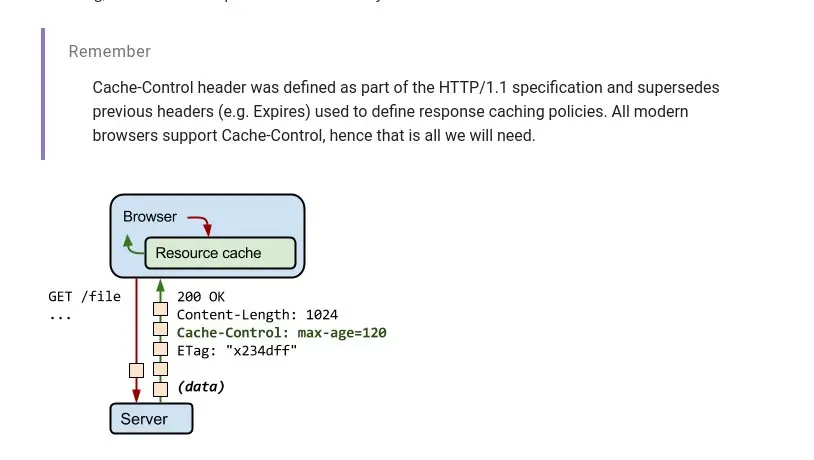 Remember
Cache-Control header was defined as part of the HTTP/1.1 specification and supersedes
previous headers (e.g. Expires) used to define response caching policies. All modern
browsers support Cache-Control, hence that is all we will need.
Browser
Resource cache
GET /file
...
200 OK
Content-Length: 1024
Cache-Control: max-age=120
ETag: "x234dff"
(data)
Server